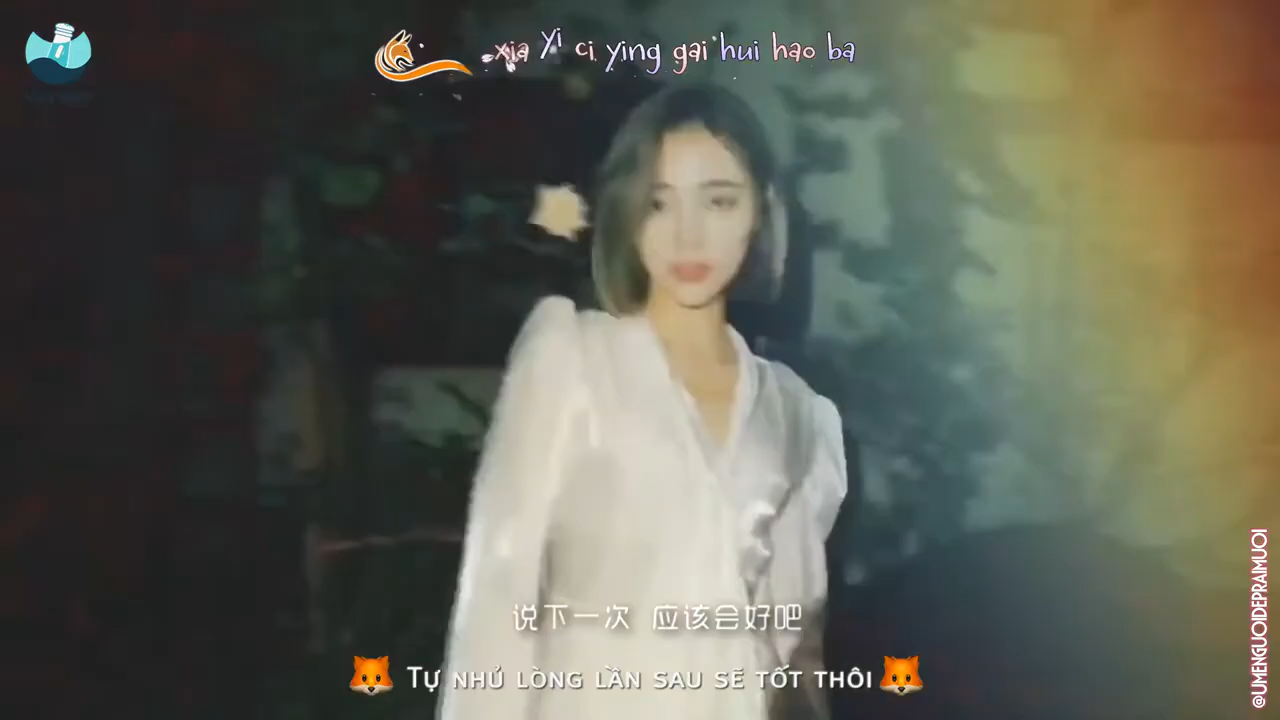 xia yi ci ying gai hui hao ba
说下一次 应该会好吧
Tự nhủ lòng lần sau sẽ tốt thôi
@UMENGUOIDEPRAIMUOI